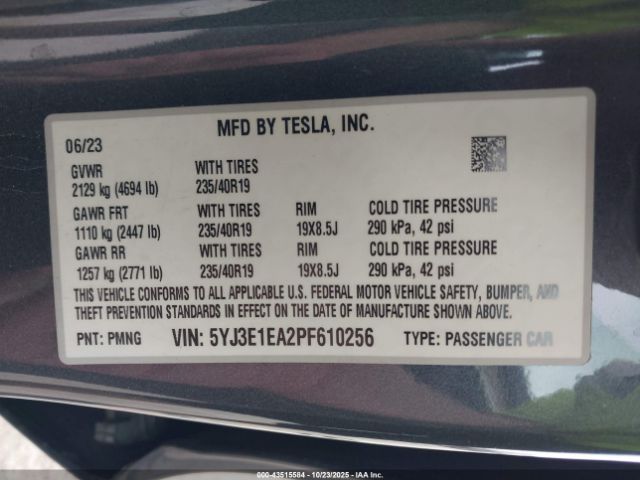 MFD BY TESLA, INC.
06/23
GVWR WITH TIRES
2129 kg (4694 lb) 235/40R19
GAWR FRT WITH TIRES RIM COLD TIRE PRESSURE
1110 kg (2447 lb) 235/40R19 19X8.5J 290 kPa, 42 psi
GAWR RR WITH TIRES RIM COLD TIRE PRESSURE
1257 kg (2771 lb) 235/40R19 19X8.5J 290 kPa, 42 psi
THIS VEHICLE CONFORMS TO ALL APPLICABLE U.S. FEDERAL MOTOR VEHICLE SAFETY, BUMPER, AND
THEFT PREVENTION STANDARDS IN EFFECT ON THE DATE OF MANUFACTURE SHOWN ABOVE.
PNT: PMNG VIN: 5YJ3E1EA2PF610256 TYPE: PASSENGER CAR
000-43515584 - 10/23/2025 - IAA Inc.